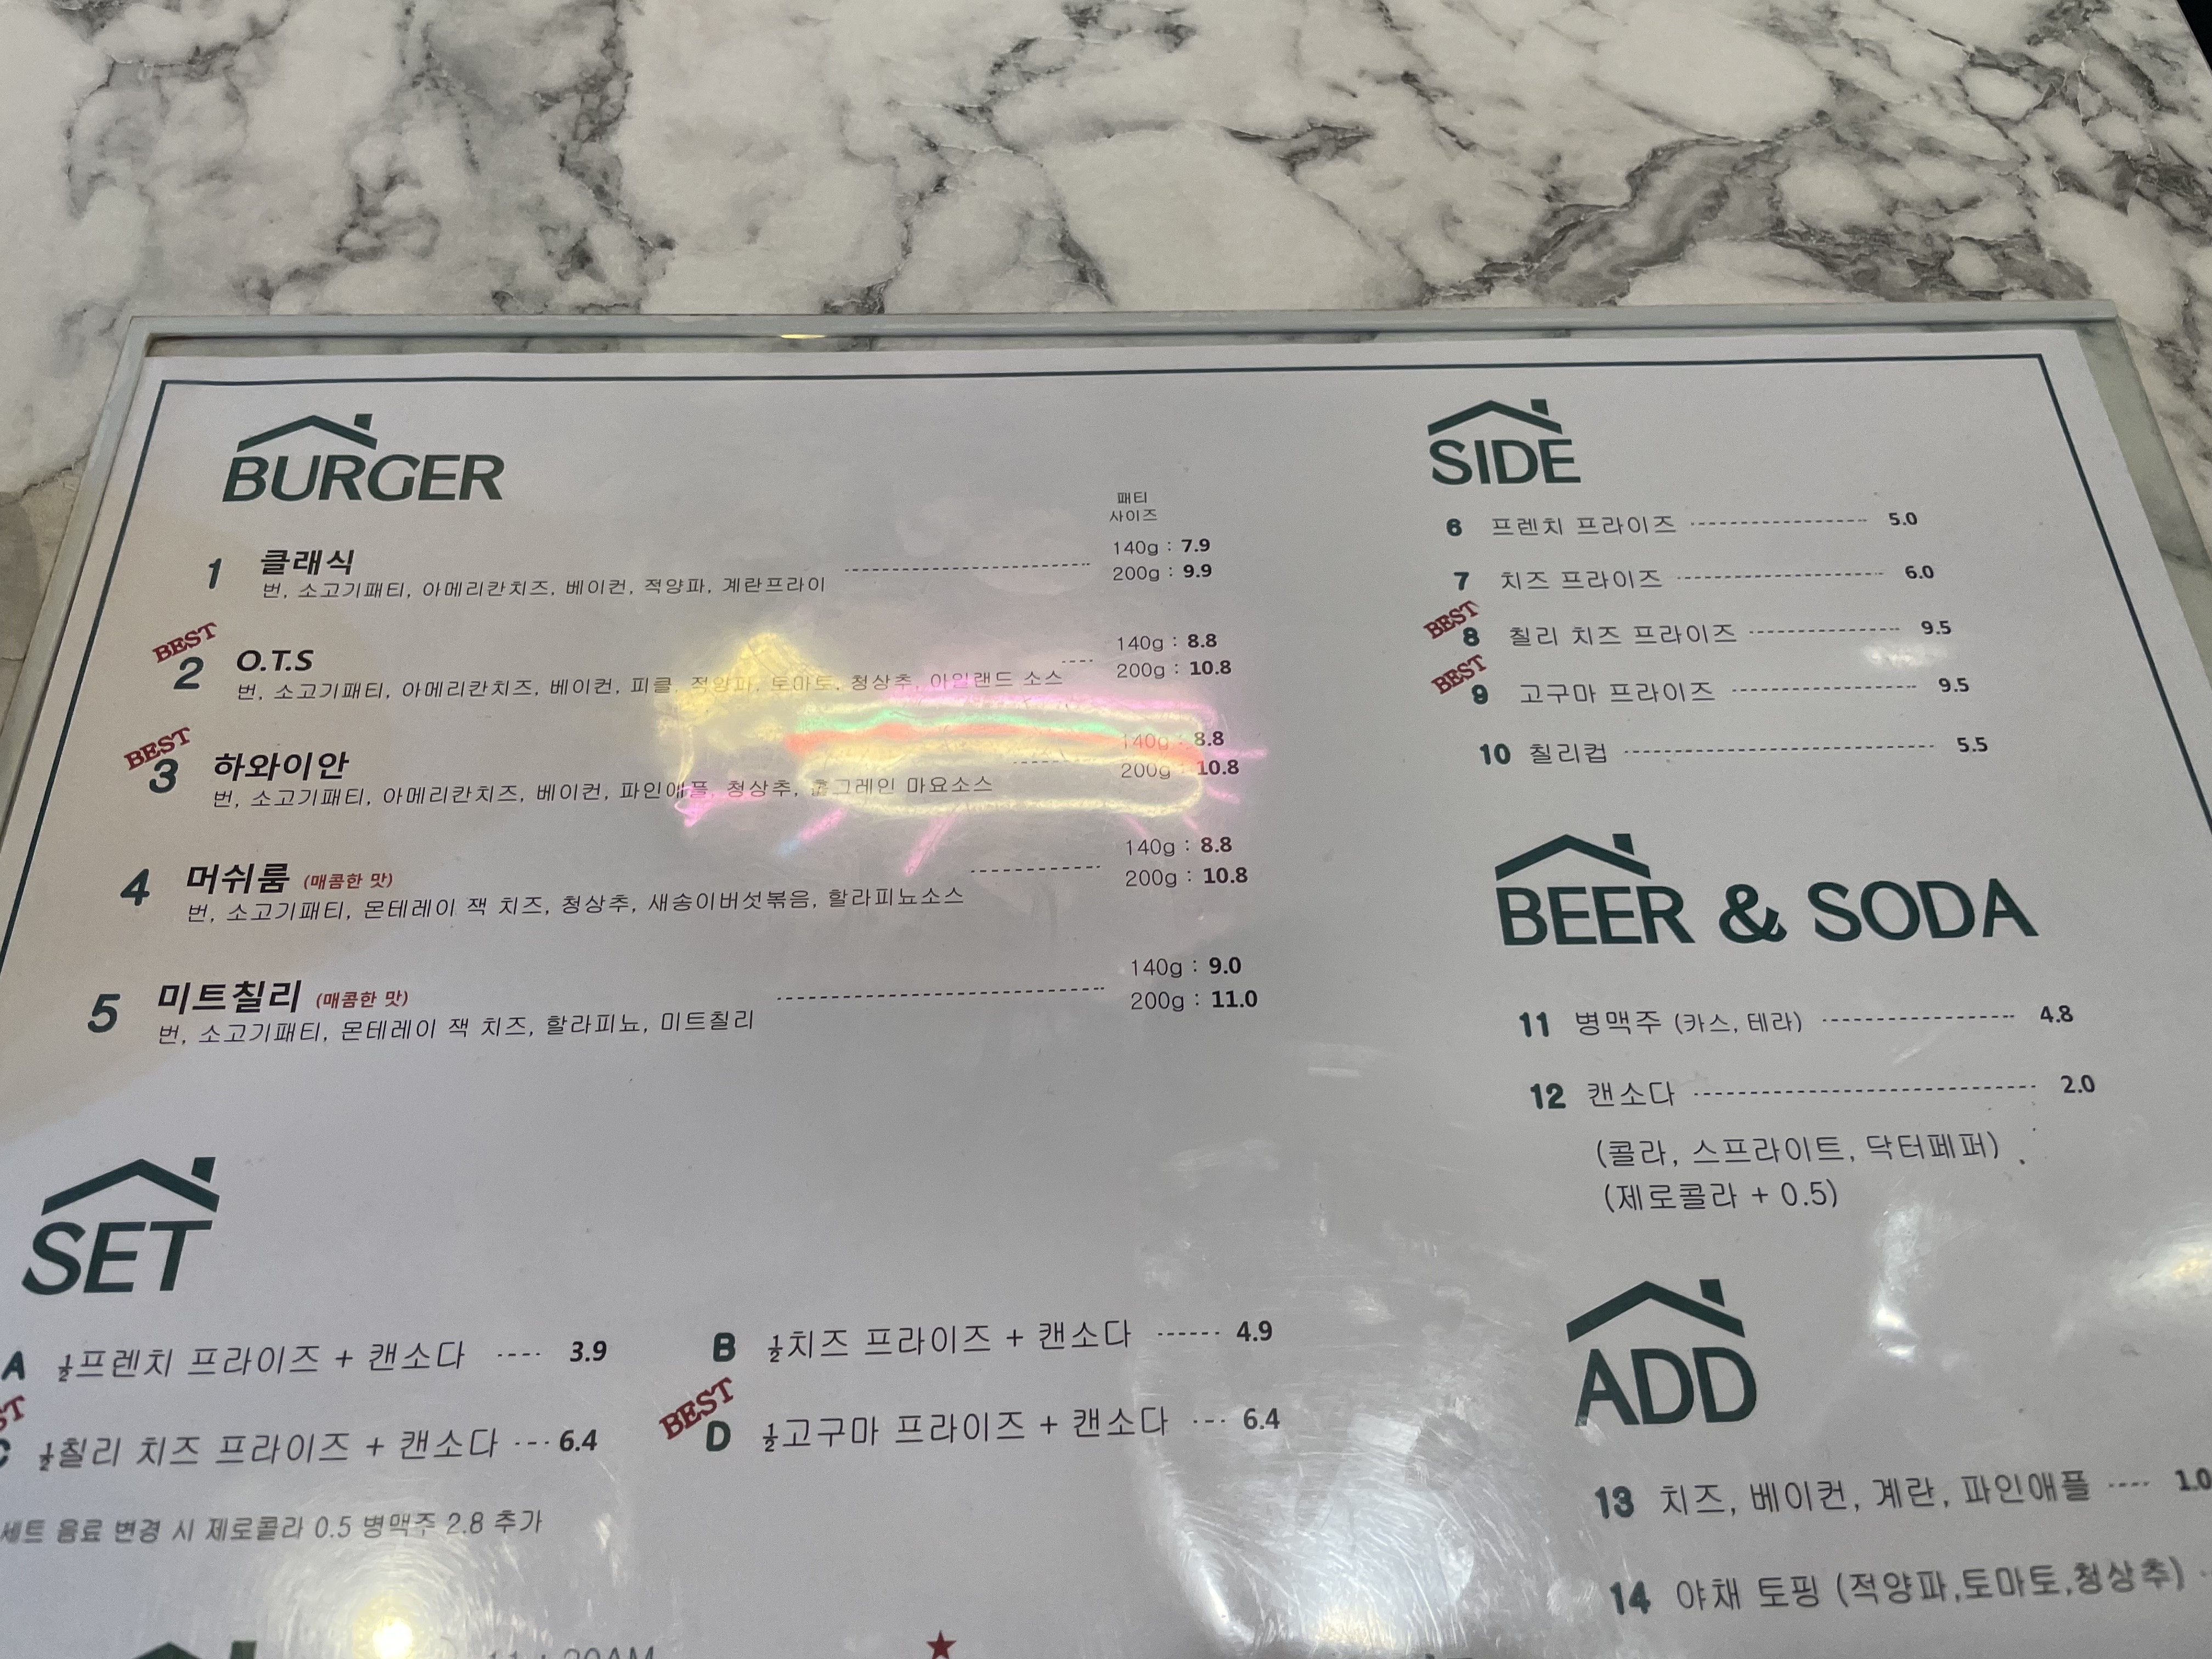 BURGER
패티
사이즈
1 클래식 140g : 7.9
번, 소고기패티, 아메리칸치즈, 베이컨, 적양파, 계란프라이 200g : 9.9
BEST
2 O.T.S 140g : 8.8
번, 소고기패티, 아메리칸치즈, 베이컨, 피클, 적양파, 토마토, 청상추, 아일랜드 소스 200g : 10.8
BEST
3 하와이안 140g : 8.8
번, 소고기패티, 아메리칸치즈, 베이컨, 파인애플, 청상추, 홀그레인 마요소스 200g : 10.8
4 머쉬룸 (매콤한 맛) 140g : 8.8
번, 소고기패티, 몬테레이 잭 치즈, 청상추, 새송이버섯볶음, 할라피뇨소스 200g : 10.8
5 미트칠리 (매콤한 맛) 140g : 9.0
번, 소고기패티, 몬테레이 잭 치즈, 할라피뇨, 미트칠리 200g : 11.0
SET
A ½프렌치 프라이즈 + 캔소다 ---- 3.9
B ½치즈 프라이즈 + 캔소다 ------ 4.9
C ½칠리 치즈 프라이즈 + 캔소다 --- 6.4
BEST
D ½고구마 프라이즈 + 캔소다 --- 6.4
세트 음료 변경 시 제로콜라 0.5 병맥주 2.8 추가
SIDE
6 프렌치 프라이즈 5.0
7 치즈 프라이즈 6.0
BEST
8 칠리 치즈 프라이즈 9.5
BEST
9 고구마 프라이즈 9.5
10 칠리컵 5.5
BEER & SODA
11 병맥주 (카스, 테라) 4.8
12 캔소다 2.0
(콜라, 스프라이트, 닥터페퍼)
(제로콜라 + 0.5)
ADD
13 치즈, 베이컨, 계란, 파인애플 ---- 1.0
14 야채 토핑 (적양파,토마토,청상추)